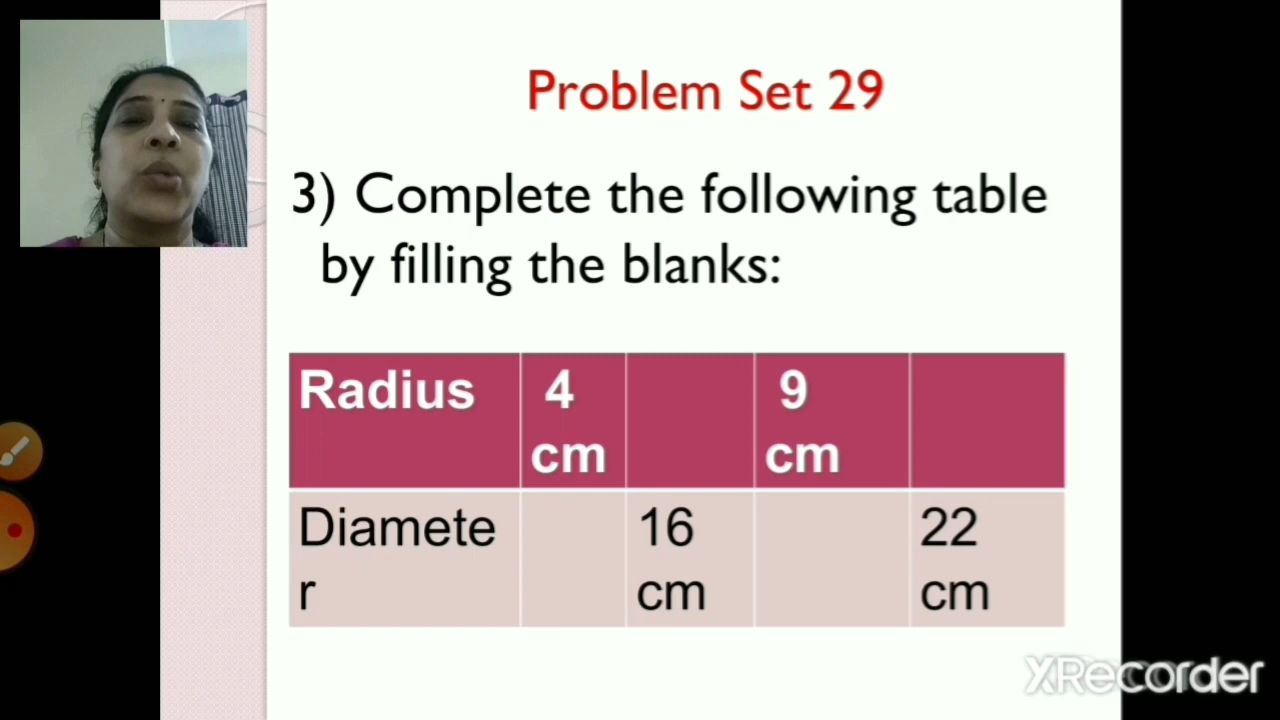 Problem Set 29
3) Complete the following table
by filling the blanks:
Radius 4 cm 9 cm
Diameter 16 cm 22 cm
XRecorder